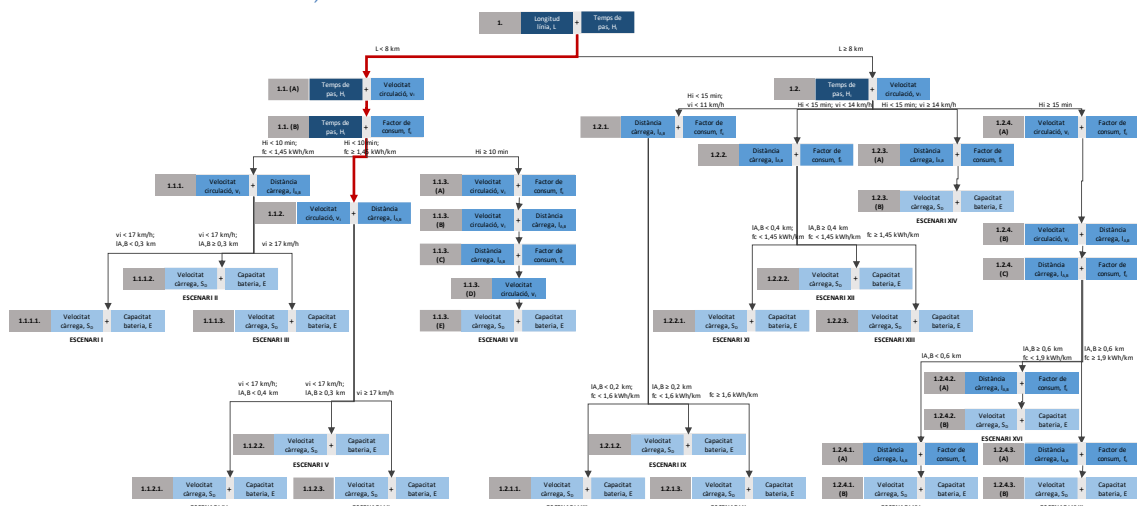 1.
Longitud
línia, L
+
Temps de
pas, Hᵢ
L < 8 km
L ≥ 8 km
1.1. (A)
Temps de
pas, Hᵢ
+
Velocitat
circulació, vᵢ
1.2.
Temps de
pas, Hᵢ
+
Velocitat
circulació, vᵢ
1.1. (B)
Temps de
pas, Hᵢ
+
Factor de
consum, fc
Hi < 15 min;
vi < 11 km/h
Hi < 15 min; vi < 14 km/h
Hi < 15 min; vi ≥ 14 km/h
Hi ≥ 15 min
1.2.1.
Distància
càrrega, lA,B
+
Factor de
consum, fc
1.2.2.
Distància
càrrega, lA,B
+
Factor de
consum, fc
1.2.3.
(A)
Distància
càrrega, lA,B
+
Factor de
consum, fc
1.2.4.
(A)
Velocitat
circulació, vᵢ
+
Factor de
consum, fc
Hi < 10 min;
fc < 1,45 kWh/km
Hi < 10 min;
fc ≥ 1,45 kWh/km
Hi ≥ 10 min
1.1.1.
Velocitat
circulació, vᵢ
+
Distància
càrrega, lA,B
1.1.2.
Velocitat
circulació, vᵢ
+
Distància
càrrega, lA,B
1.1.3.
(A)
Velocitat
circulació, vᵢ
+
Factor de
consum, fc
1.1.3.
(B)
Velocitat
circulació, vᵢ
+
Distància
càrrega, lA,B
1.1.3.
(C)
Distància
càrrega, lA,B
+
Factor de
consum, fc
1.1.3.
(D)
+
Velocitat
circulació, vᵢ
1.1.3.
(E)
Velocitat
càrrega, SD
+
Capacitat
bateria, E
ESCENARI VII
1.2.3.
(B)
Velocitat
càrrega, SD
+
Capacitat
bateria, E
ESCENARI XIV
1.2.4.
(B)
Velocitat
circulació, vᵢ
+
Distància
càrrega, lA,B
1.2.4.
(C)
Distància
càrrega, lA,B
+
Factor de
consum, fc
vi < 17 km/h;
lA,B < 0,3 km
vi < 17 km/h;
lA,B ≥ 0,3 km
vi ≥ 17 km/h
1.1.1.2.
Velocitat
càrrega, SD
+
Capacitat
bateria, E
ESCENARI II
1.1.1.1.
Velocitat
càrrega, SD
+
Capacitat
bateria, E
ESCENARI I
1.1.1.3.
Velocitat
càrrega, SD
+
Capacitat
bateria, E
ESCENARI III
lA,B < 0,4 km;
fc < 1,45 kWh/km
lA,B ≥ 0,4 km;
fc < 1,45 kWh/km
fc ≥ 1,45 kWh/km
1.2.2.2.
Velocitat
càrrega, SD
+
Capacitat
bateria, E
ESCENARI XII
1.2.2.1.
Velocitat
càrrega, SD
+
Capacitat
bateria, E
ESCENARI XI
1.2.2.3.
Velocitat
càrrega, SD
+
Capacitat
bateria, E
ESCENARI XIII
vi < 17 km/h;
lA,B < 0,4 km
vi < 17 km/h;
lA,B ≥ 0,3 km
vi ≥ 17 km/h
1.1.2.2.
Velocitat
càrrega, SD
+
Capacitat
bateria, E
ESCENARI V
1.1.2.1.
Velocitat
càrrega, SD
+
Capacitat
bateria, E
1.1.2.3.
Velocitat
càrrega, SD
+
Capacitat
bateria, E
lA,B < 0,2 km;
fc < 1,6 kWh/km
lA,B ≥ 0,2 km;
fc < 1,6 kWh/km
fc ≥ 1,6 kWh/km
1.2.1.2.
Velocitat
càrrega, SD
+
Capacitat
bateria, E
ESCENARI IX
1.2.1.1.
Velocitat
càrrega, SD
+
Capacitat
bateria, E
1.2.1.3.
Velocitat
càrrega, SD
+
Capacitat
bateria, E
lA,B < 0,6 km
lA,B ≥ 0,6 km
fc < 1,9 kWh/km
lA,B ≥ 0,6 km
fc ≥ 1,9 kWh/km
1.2.4.2.
(A)
Distància
càrrega, lA,B
+
Factor de
consum, fc
1.2.4.2.
(B)
Velocitat
càrrega, SD
+
Capacitat
bateria, E
ESCENARI XVI
1.2.4.1.
(A)
Distància
càrrega, lA,B
+
Factor de
consum, fc
1.2.4.3.
(A)
Distància
càrrega, lA,B
+
Factor de
consum, fc
1.2.4.1.
(B)
Velocitat
càrrega, SD
+
Capacitat
bateria, E
1.2.4.3.
(B)
Velocitat
càrrega, SD
+
Capacitat
bateria, E